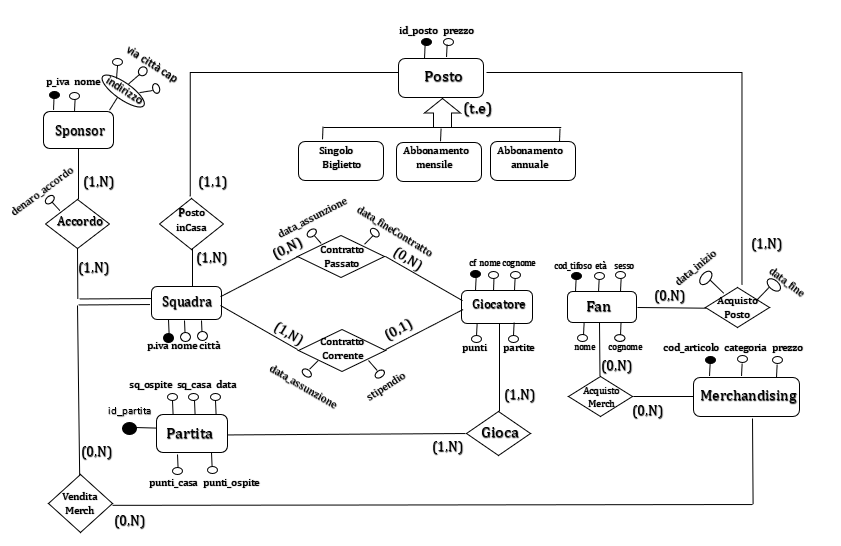 id_posto prezzo
Posto
(t.e)
via città cap
indirizzo
p_iva nome
Sponsor
Singolo
Biglietto
Abbonamento
mensile
Abbonamento
annuale
(1,N)
(1,1)
denaro_accordo
Accordo
Posto
inCasa
(1,N)
(1,N)
data_assunzione
data_fineContratto
(0,N)
Contratto
Passato
(0,N)
(1,N)
data_inizio
data_fine
cf nome cognome
cod_tifoso età sesso
Squadra
Giocatore
Fan
(0,N)
Acquisto
Posto
p.iva nome città
(1,N)
Contratto
Corrente
(0,1)
punti partite
nome cognome
cod_articolo categoria prezzo
data_assunzione
stipendio
(0,N)
Acquisto
Merch
(0,N)
Merchandising
sq_ospite sq_casa data
id_partita
Partita
(1,N)
(1,N)
Gioca
(0,N)
punti_casa punti_ospite
Vendita
Merch
(0,N)